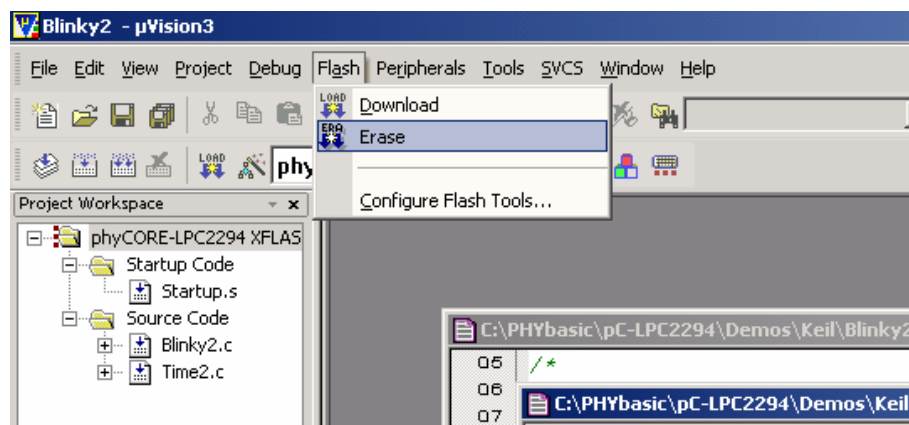 Blinky2 - µVision3
File Edit View Project Debug Flash Peripherals Tools SVCS Window Help
LOAD Download
ERA Erase
LOAD
phy
Configure Flash Tools...
Project Workspace
phyCORE-LPC2294 XFLAS
Startup Code
Startup.s
Source Code
Blinky2.c
Time2.c
C:\PHYbasic\pC-LPC2294\Demos\Keil\Blinky2
05 /*
06
07
C:\PHYbasic\pC-LPC2294\Demos\Keil